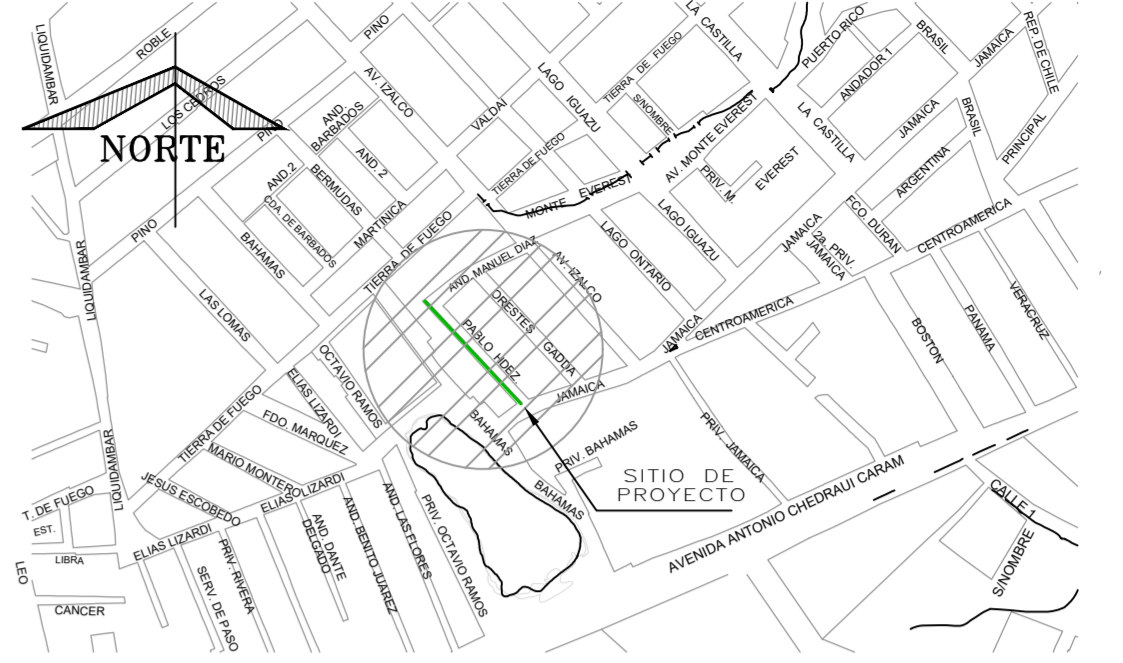 LIQUIDAMBAR
ROBLE
PINO
LA CASTILLA
PUERTO RICO
BRASIL
JAMAICA
REP. DE CHILE
LOS CEDROS
PINO
AV. IZALCO
LAGO IGUAZU
TIERRA DE FUEGO
ANDADOR 1
NORTE
AND.
BARBADOS
VALDAI
S/NOMBRE
AV. MONTE EVEREST
LA CASTILLA
JAMAICA
BRASIL
PRINCIPAL
AND. 2
AND.2
BERMUDAS
TIERRA DE FUEGO
EVEREST
PRIV. M.
EVEREST
ARGENTINA
CDA. DE BARBADOS
MARTINICA
MONTE
LAGO IGUAZU
FCO. DURAN
CENTROAMERICA
PINO
BAHAMAS
TIERRA DE FUEGO
AND. MANUEL DIAZ
AV. IZALCO
LAGO ONTARIO
JAMAICA
2a. PRIV.
JAMAICA
LIQUIDAMBAR
LAS LOMAS
ORESTES GADDA
PABLO HDEZ.
JAMAICA
CENTROAMERICA
BOSTON
PANAMA
VERACRUZ
OCTAVIO RAMOS
ELIAS LIZARDI
JAMAICA
TIERRA DE FUEGO
FDO. MARQUEZ
BAHAMAS
PRIV. BAHAMAS
PRIV. JAMAICA
LIQUIDAMBAR
MARIO MONTERO
SITIO DE
PROYECTO
JESUS ESCOBEDO
ELIAS LIZARDI
BAHAMAS
AVENIDA ANTONIO CHEDRAUI CARAM
CALLE 1
T. DE FUEGO
EST.
ELIAS LIZARDI
AND. DANTE
DELGADO
AND. BENITO JUAREZ
AND. LAS FLORES
PRIV. OCTAVIO RAMOS
S/NOMBRE
LIBRA
LEO
PRIV. RIVERA
SERV. DE PASO
CANCER